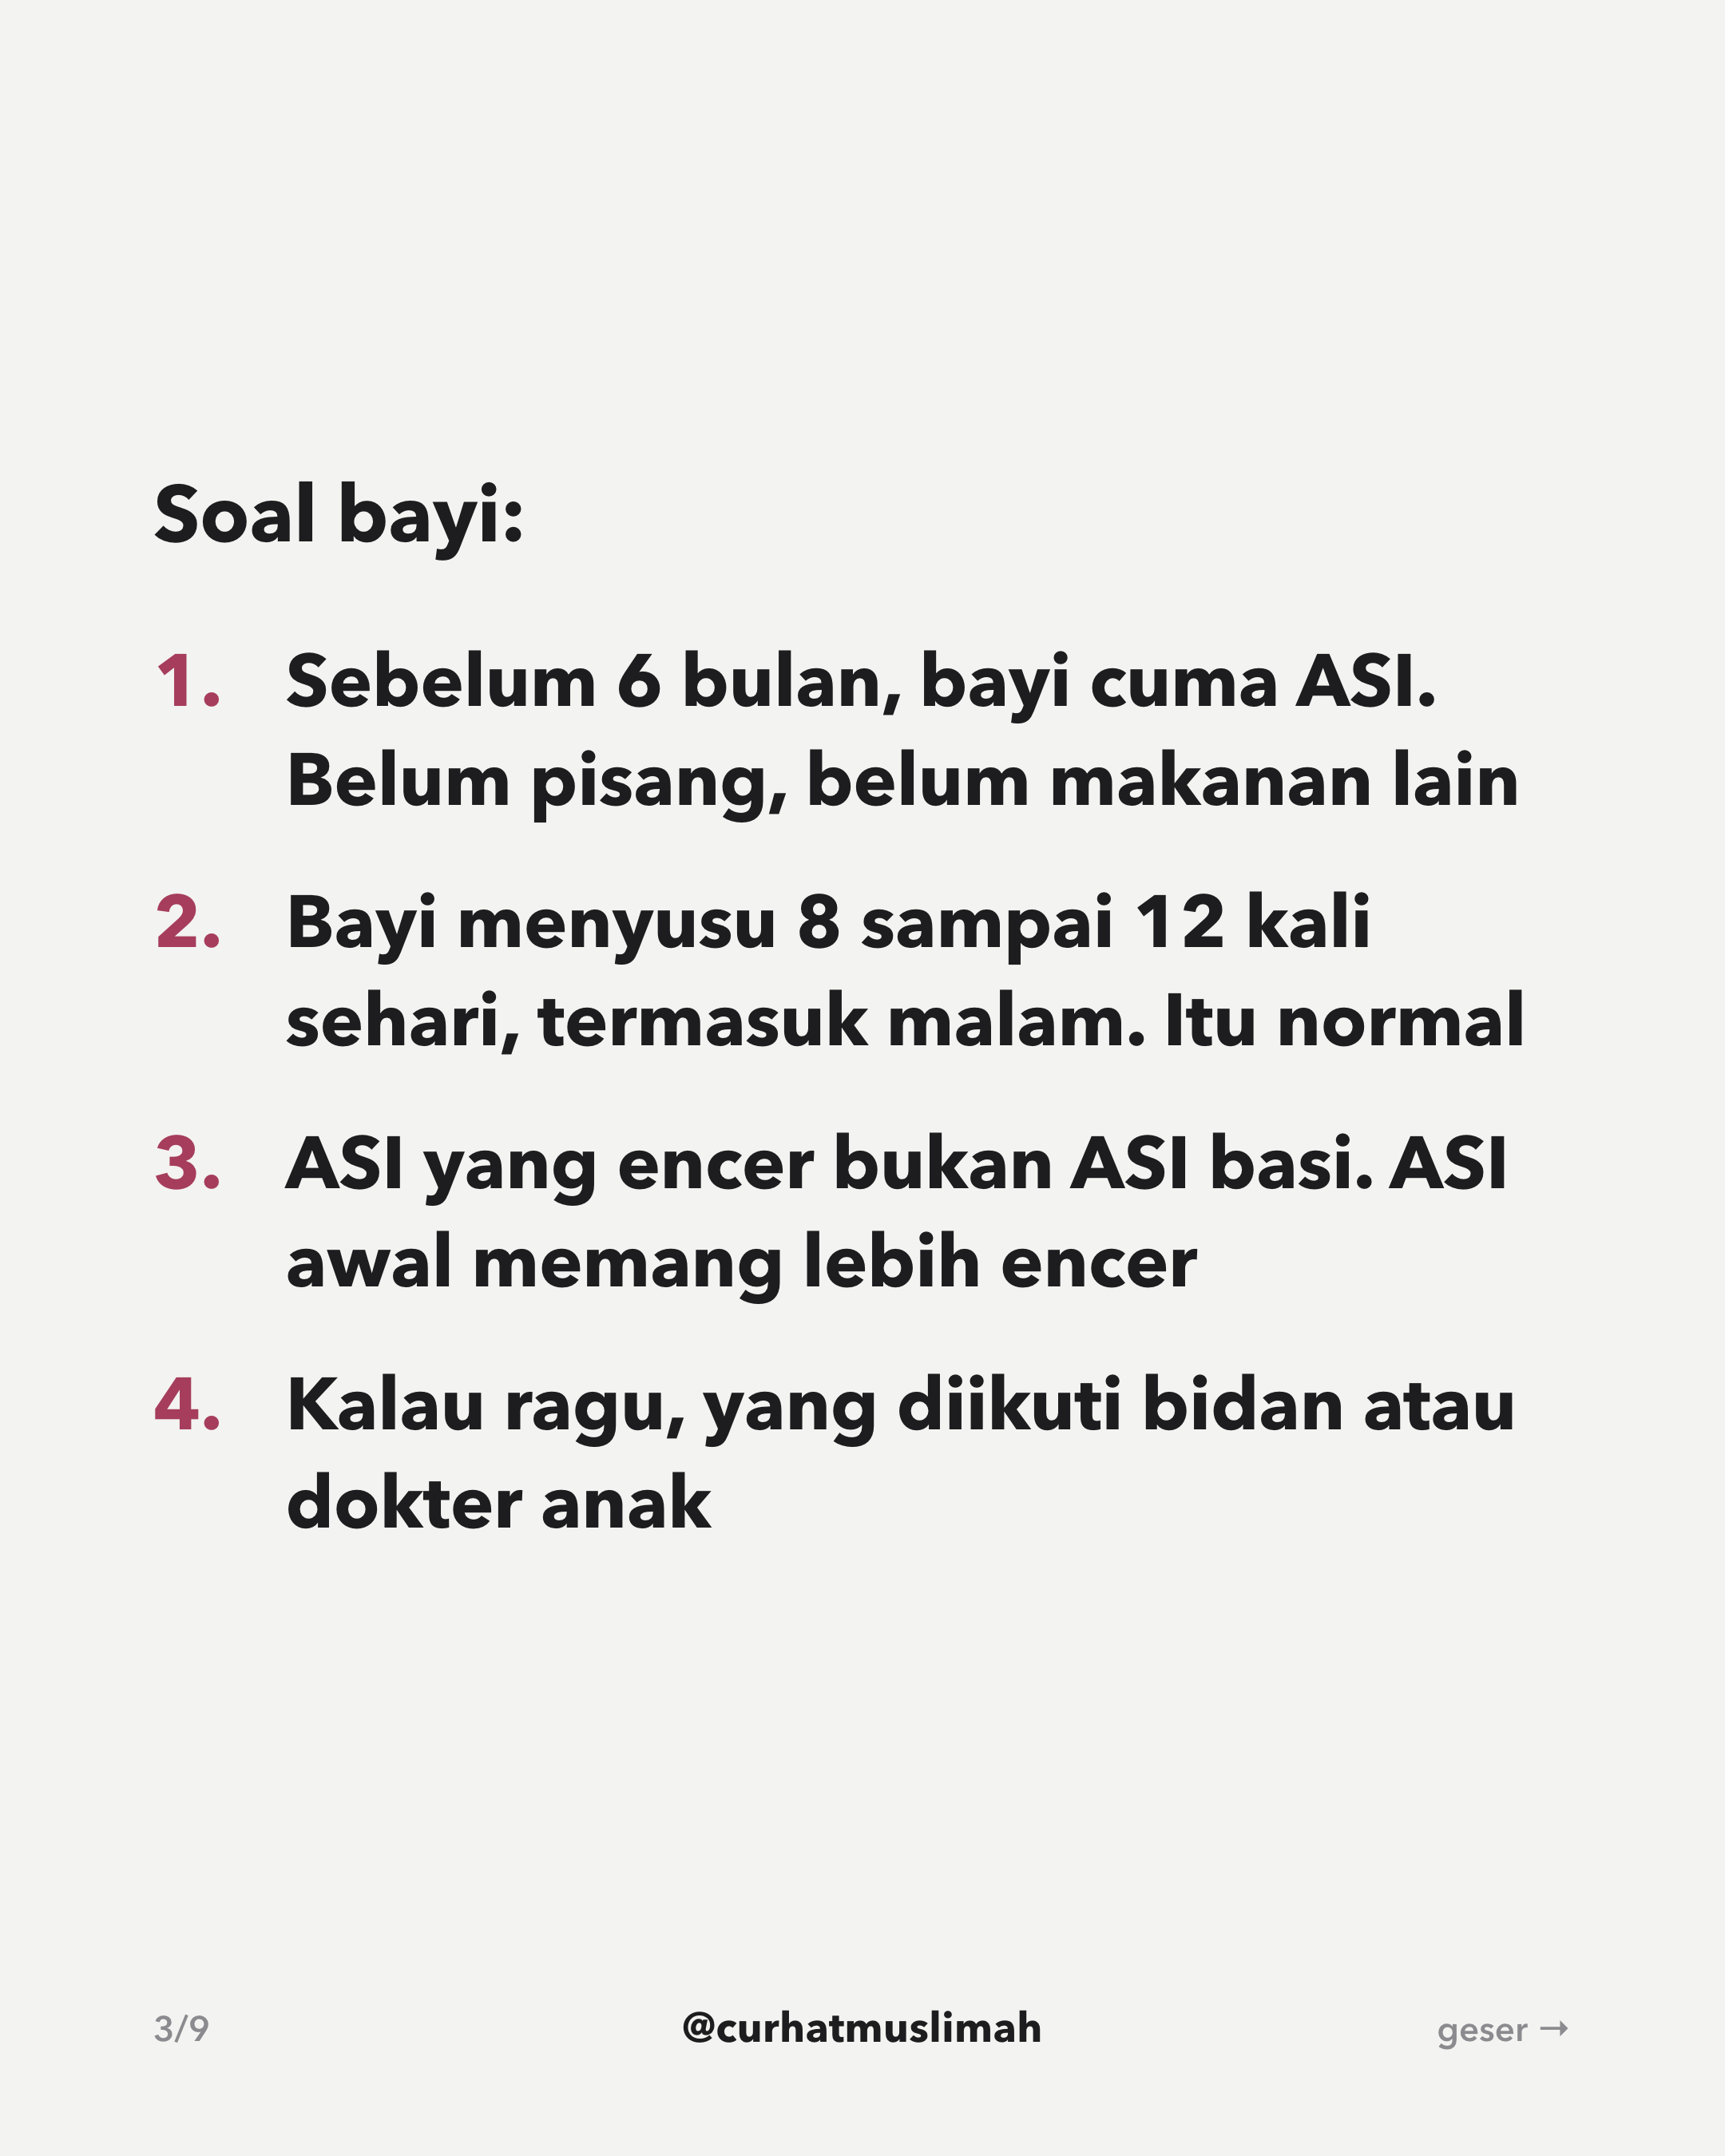 Soal bayi:
1. Sebelum 6 bulan, bayi cuma ASI.
Belum pisang, belum makanan lain
2. Bayi menyusu 8 sampai 12 kali
sehari, termasuk malam. Itu normal
3. ASI yang encer bukan ASI basi. ASI
awal memang lebih encer
4. Kalau ragu, yang diikuti bidan atau
dokter anak
3/9
@curhatmuslimah
geser →